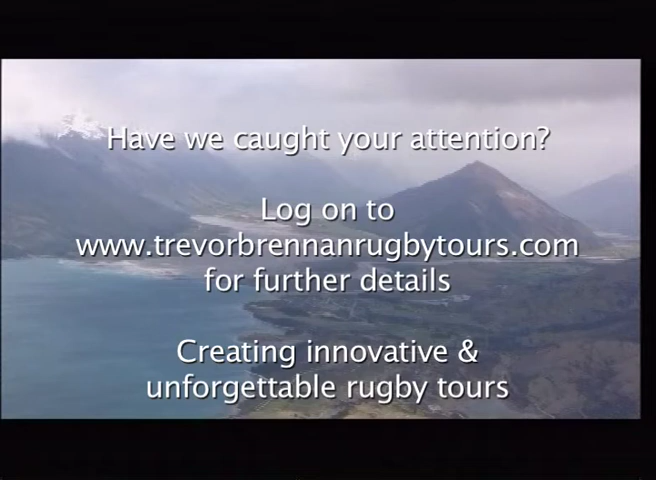 Have we caught your attention?
Log on to
www.trevorbrennanrugbytours.com
for further details
Creating innovative &
unforgettable rugby tours